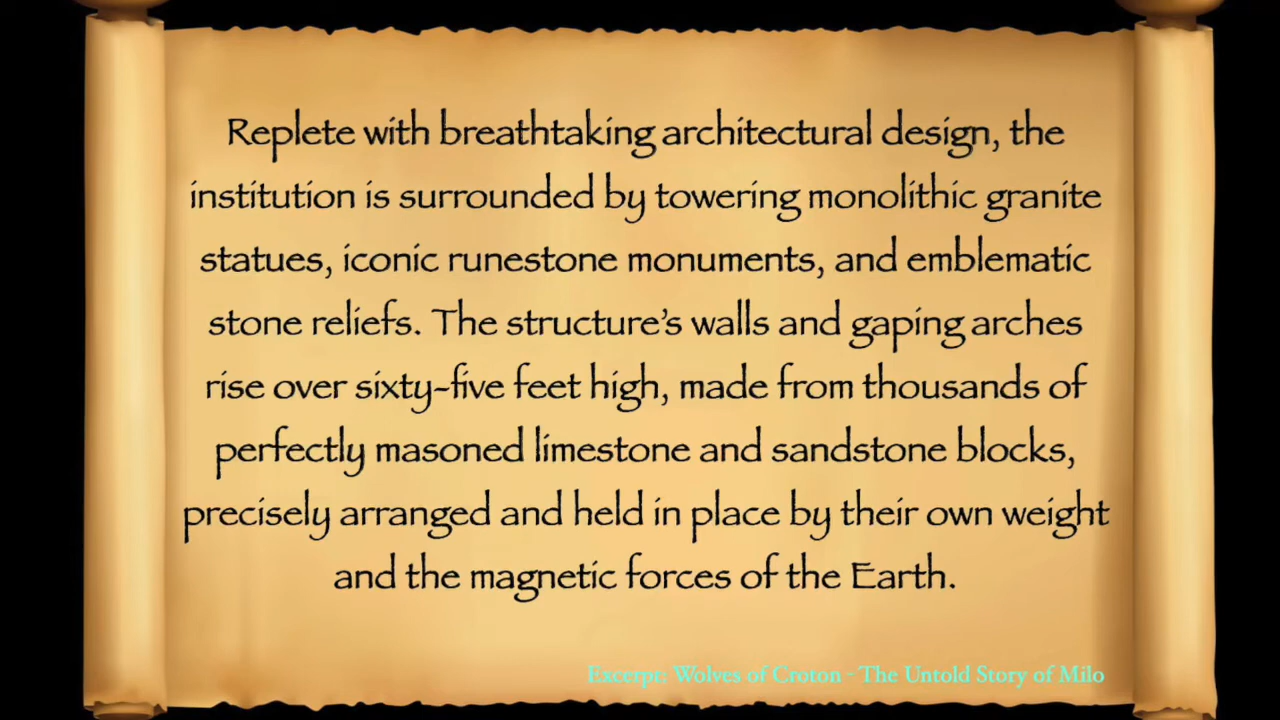 Replete with breathtaking architectural design, the
institution is surrounded by towering monolithic granite
statues, iconic runestone monuments, and emblematic
stone reliefs. The structure's walls and gaping arches
rise over sixty-five feet high, made from thousands of
perfectly masoned limestone and sandstone blocks,
precisely arranged and held in place by their own weight
and the magnetic forces of the Earth.
Excerpt: Wolves of Croton - The Untold Story of Milo